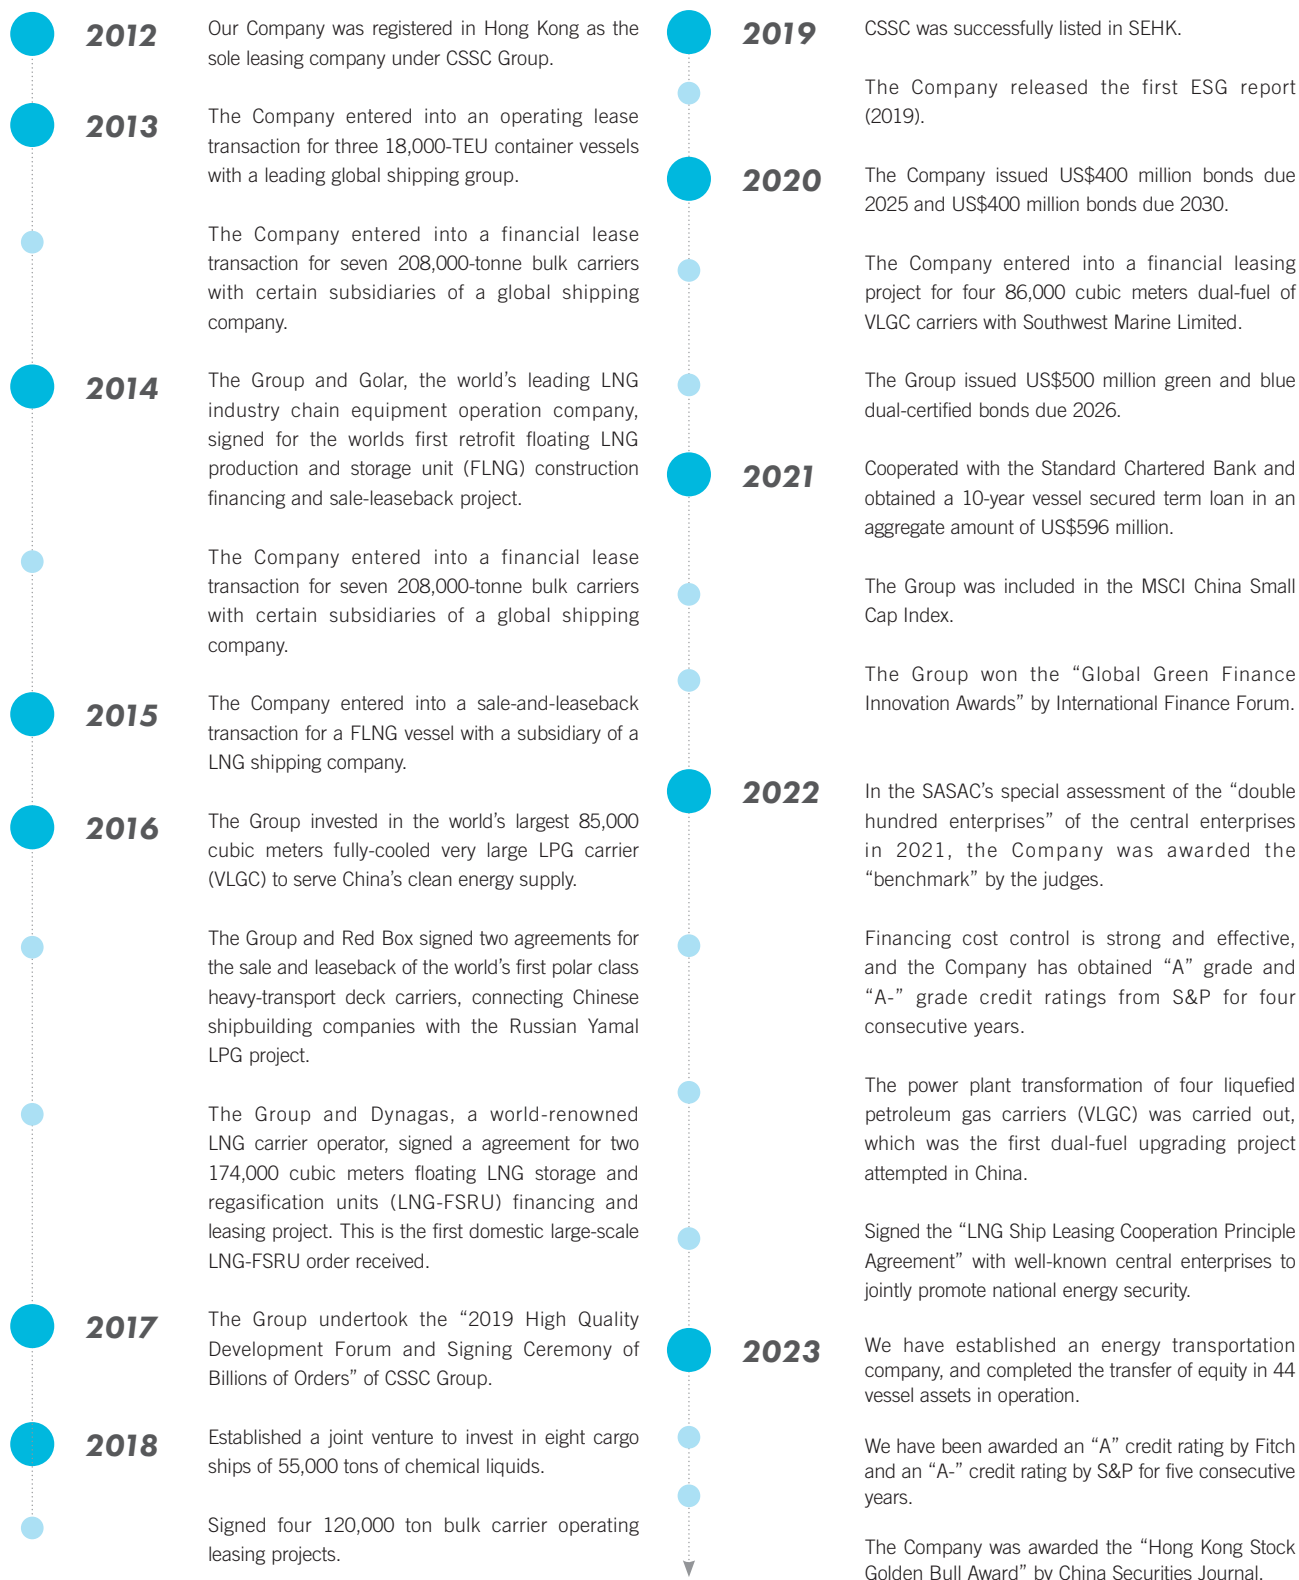 2012
Our Company was registered in Hong Kong as the
sole leasing company under CSSC Group.
2013
The Company entered into an operating lease
transaction for three 18,000-TEU container vessels
with a leading global shipping group.
The Company entered into a financial lease
transaction for seven 208,000-tonne bulk carriers
with certain subsidiaries of a global shipping
company.
2014
The Group and Golar, the world’s leading LNG
industry chain equipment operation company,
signed for the worlds first retrofit floating LNG
production and storage unit (FLNG) construction
financing and sale-leaseback project.
The Company entered into a financial lease
transaction for seven 208,000-tonne bulk carriers
with certain subsidiaries of a global shipping
company.
2015
The Company entered into a sale-and-leaseback
transaction for a FLNG vessel with a subsidiary of a
LNG shipping company.
2016
The Group invested in the world’s largest 85,000
cubic meters fully-cooled very large LPG carrier
(VLGC) to serve China’s clean energy supply.
The Group and Red Box signed two agreements for
the sale and leaseback of the world’s first polar class
heavy-transport deck carriers, connecting Chinese
shipbuilding companies with the Russian Yamal
LPG project.
The Group and Dynagas, a world-renowned
LNG carrier operator, signed a agreement for two
174,000 cubic meters floating LNG storage and
regasification units (LNG-FSRU) financing and
leasing project. This is the first domestic large-scale
LNG-FSRU order received.
2017
The Group undertook the “2019 High Quality
Development Forum and Signing Ceremony of
Billions of Orders” of CSSC Group.
2018
Established a joint venture to invest in eight cargo
ships of 55,000 tons of chemical liquids.
Signed four 120,000 ton bulk carrier operating
leasing projects.
2019
CSSC was successfully listed in SEHK.
The Company released the first ESG report
(2019).
2020
The Company issued US$400 million bonds due
2025 and US$400 million bonds due 2030.
The Company entered into a financial leasing
project for four 86,000 cubic meters dual-fuel of
VLGC carriers with Southwest Marine Limited.
The Group issued US$500 million green and blue
dual-certified bonds due 2026.
2021
Cooperated with the Standard Chartered Bank and
obtained a 10-year vessel secured term loan in an
aggregate amount of US$596 million.
The Group was included in the MSCI China Small
Cap Index.
The Group won the “Global Green Finance
Innovation Awards” by International Finance Forum.
2022
In the SASAC’s special assessment of the “double
hundred enterprises” of the central enterprises
in 2021, the Company was awarded the
“benchmark” by the judges.
Financing cost control is strong and effective,
and the Company has obtained “A” grade and
“A-” grade credit ratings from S&P for four
consecutive years.
The power plant transformation of four liquefied
petroleum gas carriers (VLGC) was carried out,
which was the first dual-fuel upgrading project
attempted in China.
Signed the “LNG Ship Leasing Cooperation Principle
Agreement” with well-known central enterprises to
jointly promote national energy security.
2023
We have established an energy transportation
company, and completed the transfer of equity in 44
vessel assets in operation.
We have been awarded an “A” credit rating by Fitch
and an “A-” credit rating by S&P for five consecutive
years.
The Company was awarded the “Hong Kong Stock
Golden Bull Award” by China Securities Journal.